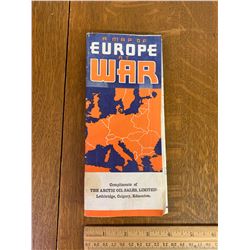 A MAP OF
EUROPE
AT
WAR
Compliments of
THE ARCTIC OIL SALES, LIMITED
Lethbridge, Calgary, Edmonton.